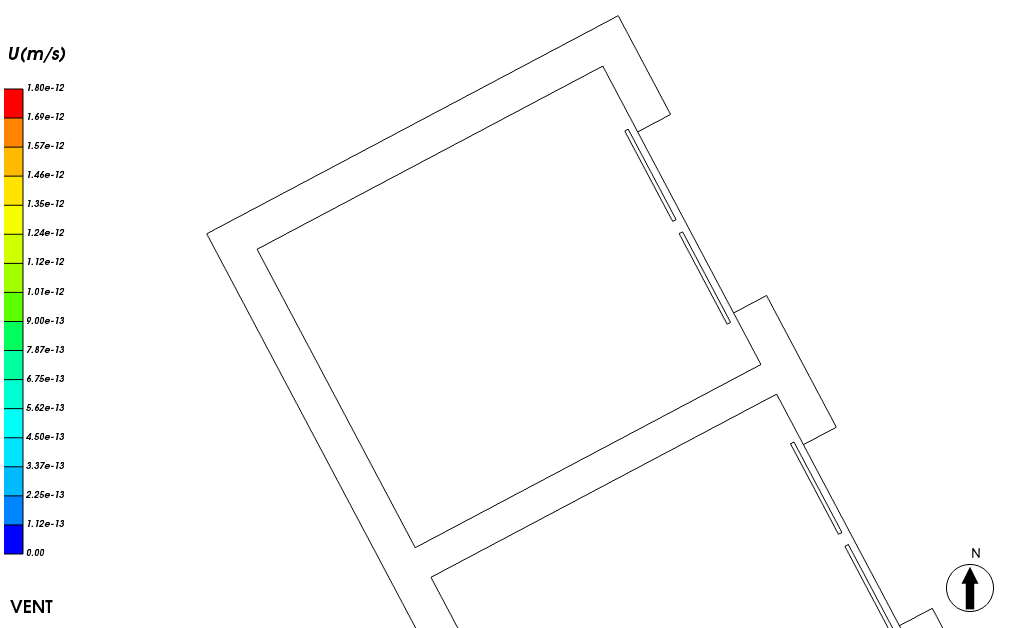 U(m/s)
1.80e-12
1.69e-12
1.57e-12
1.46e-12
1.35e-12
1.24e-12
1.12e-12
1.01e-12
9.00e-13
7.87e-13
6.75e-13
5.62e-13
4.50e-13
3.37e-13
2.25e-13
1.12e-13
0.00
N
VENT